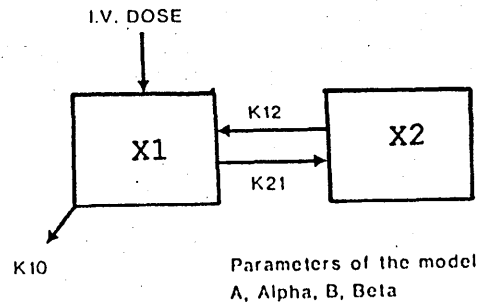 I.V. DOSE
K12
X1
X2
K21
K10
Parameters of the model
A, Alpha, B, Beta